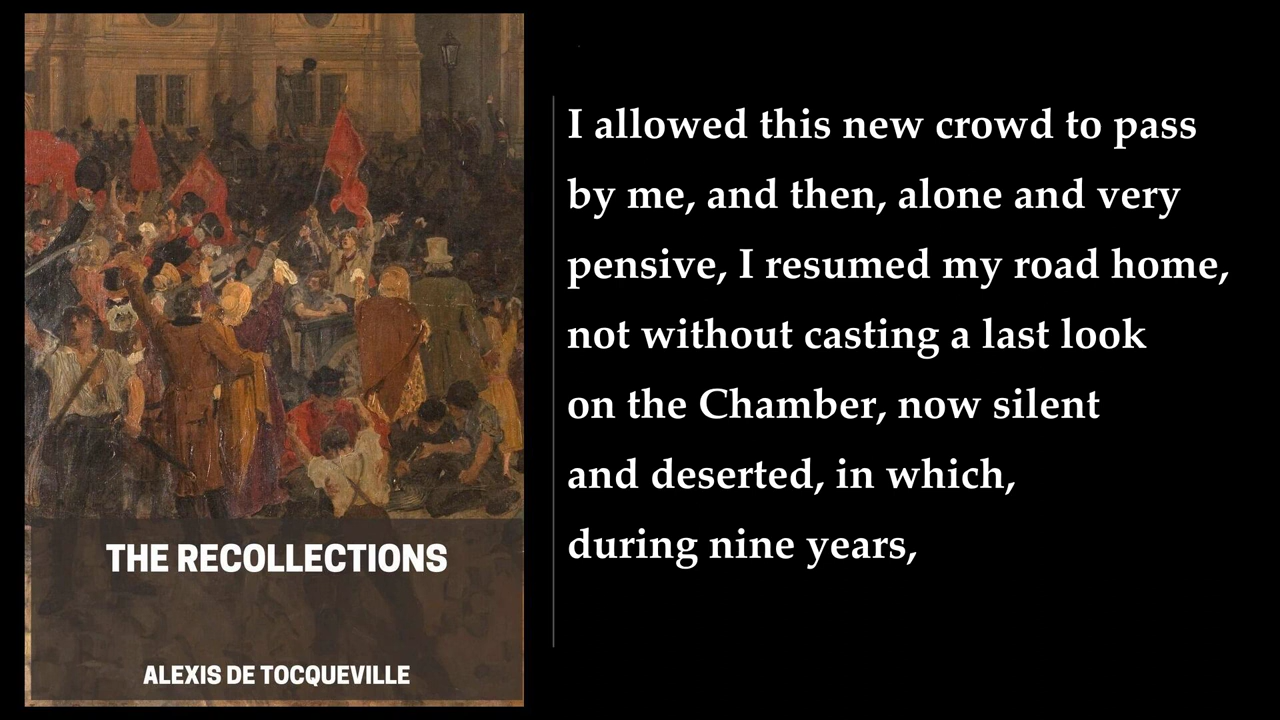 THE RECOLLECTIONS
ALEXIS DE TOCQUEVILLE
I allowed this new crowd to pass
by me, and then, alone and very
pensive, I resumed my road home,
not without casting a last look
on the Chamber, now silent
and deserted, in which,
during nine years,